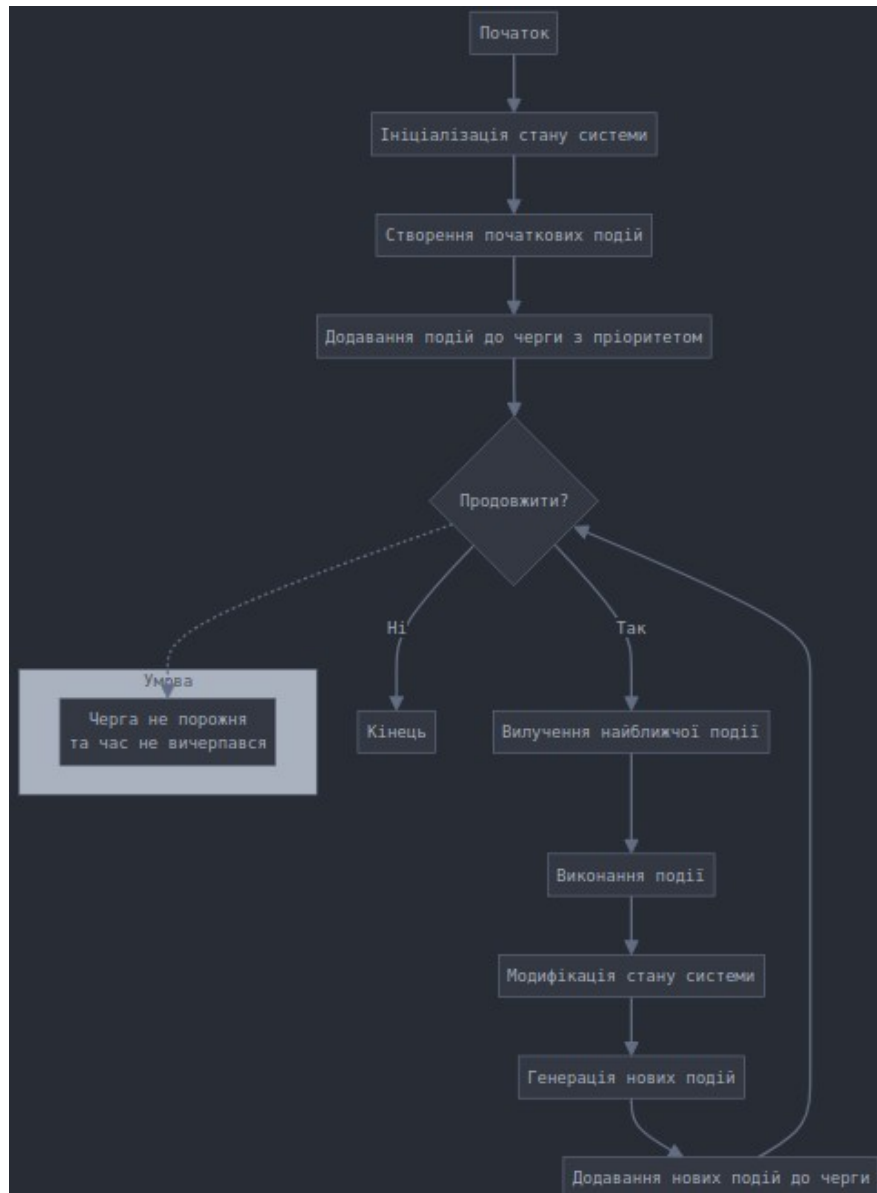 Початок
Ініціалізація стану системи
Створення початкових подій
Додавання подій до черги з пріоритетом
Продовжити?
Ні
Так
Умова
Черга не порожня
та час не вичерпався
Кінець
Вилучення найближчої події
Виконання події
Модифікація стану системи
Генерація нових подій
Додавання нових подій до черги